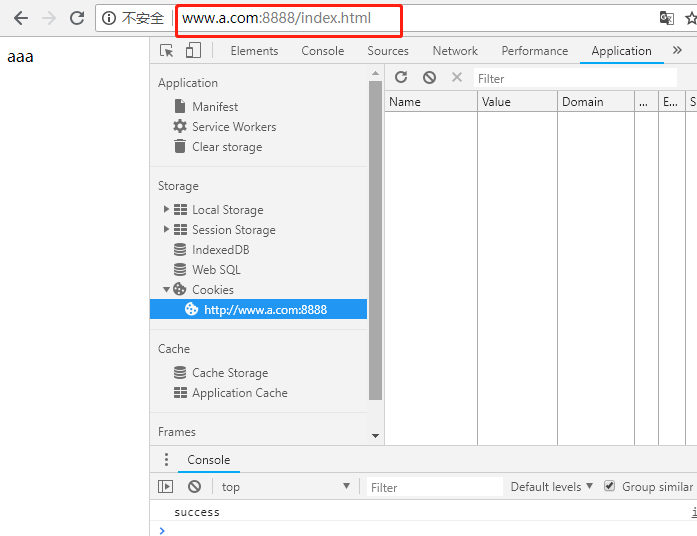 不安全 www.a.com:8888/index.html
aaa
Elements Console Sources Network Performance Application »
Application
Manifest
Service Workers
Clear storage
Storage
Local Storage
Session Storage
IndexedDB
Web SQL
Cookies
http://www.a.com:8888
Cache
Cache Storage
Application Cache
Frames
Filter
Name Value Domain ... E... S
Console
top Filter Default levels Group similar
success i